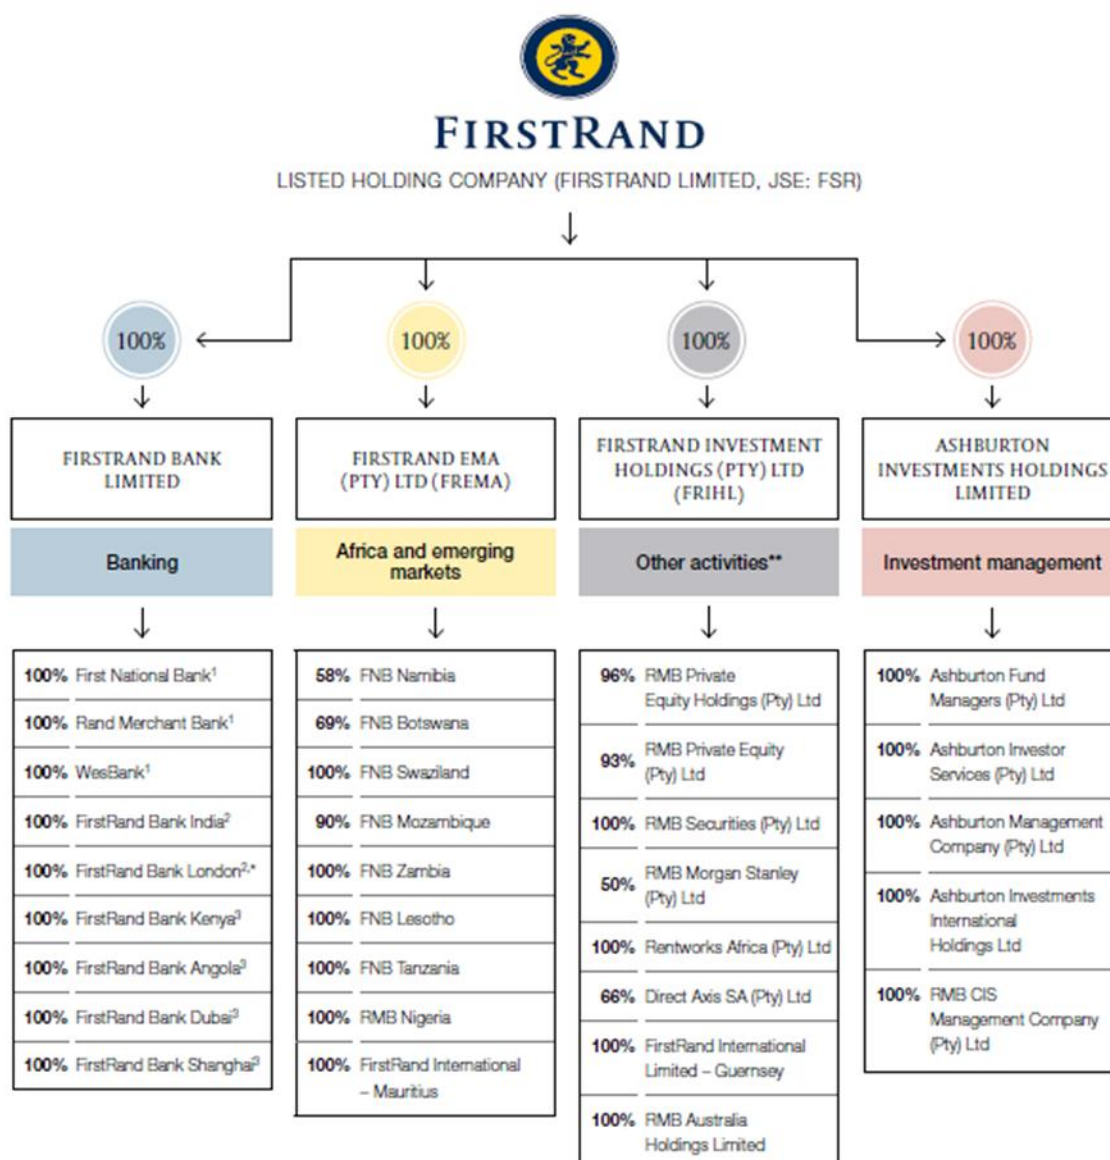 FIRSTRAND
LISTED HOLDING COMPANY (FIRSTRAND LIMITED, JSE: FSR)
100%
100%
100%
100%
FIRSTRAND BANK
LIMITED
FIRSTRAND EMA
(PTY) LTD (FREMA)
FIRSTRAND INVESTMENT
HOLDINGS (PTY) LTD
(FRIHL)
ASHBURTON
INVESTMENTS HOLDINGS
LIMITED
Banking
Africa and emerging
markets
Other activities**
Investment management
100% First National Bank¹
100% Rand Merchant Bank¹
100% WesBank¹
100% FirstRand Bank India²
100% FirstRand Bank London²,*
100% FirstRand Bank Kenya³
100% FirstRand Bank Angola³
100% FirstRand Bank Dubai³
100% FirstRand Bank Shanghai³
58% FNB Namibia
69% FNB Botswana
100% FNB Swaziland
90% FNB Mozambique
100% FNB Zambia
100% FNB Lesotho
100% FNB Tanzania
100% RMB Nigeria
100% FirstRand International
– Mauritius
96% RMB Private
Equity Holdings (Pty) Ltd
93% RMB Private Equity
(Pty) Ltd
100% RMB Securities (Pty) Ltd
50% RMB Morgan Stanley
(Pty) Ltd
100% Rentworks Africa (Pty) Ltd
66% Direct Axis SA (Pty) Ltd
100% FirstRand International
Limited – Guernsey
100% RMB Australia
Holdings Limited
100% Ashburton Fund
Managers (Pty) Ltd
100% Ashburton Investor
Services (Pty) Ltd
100% Ashburton Management
Company (Pty) Ltd
100% Ashburton Investments
International
Holdings Ltd
100% RMB CIS
Management Company
(Pty) Ltd